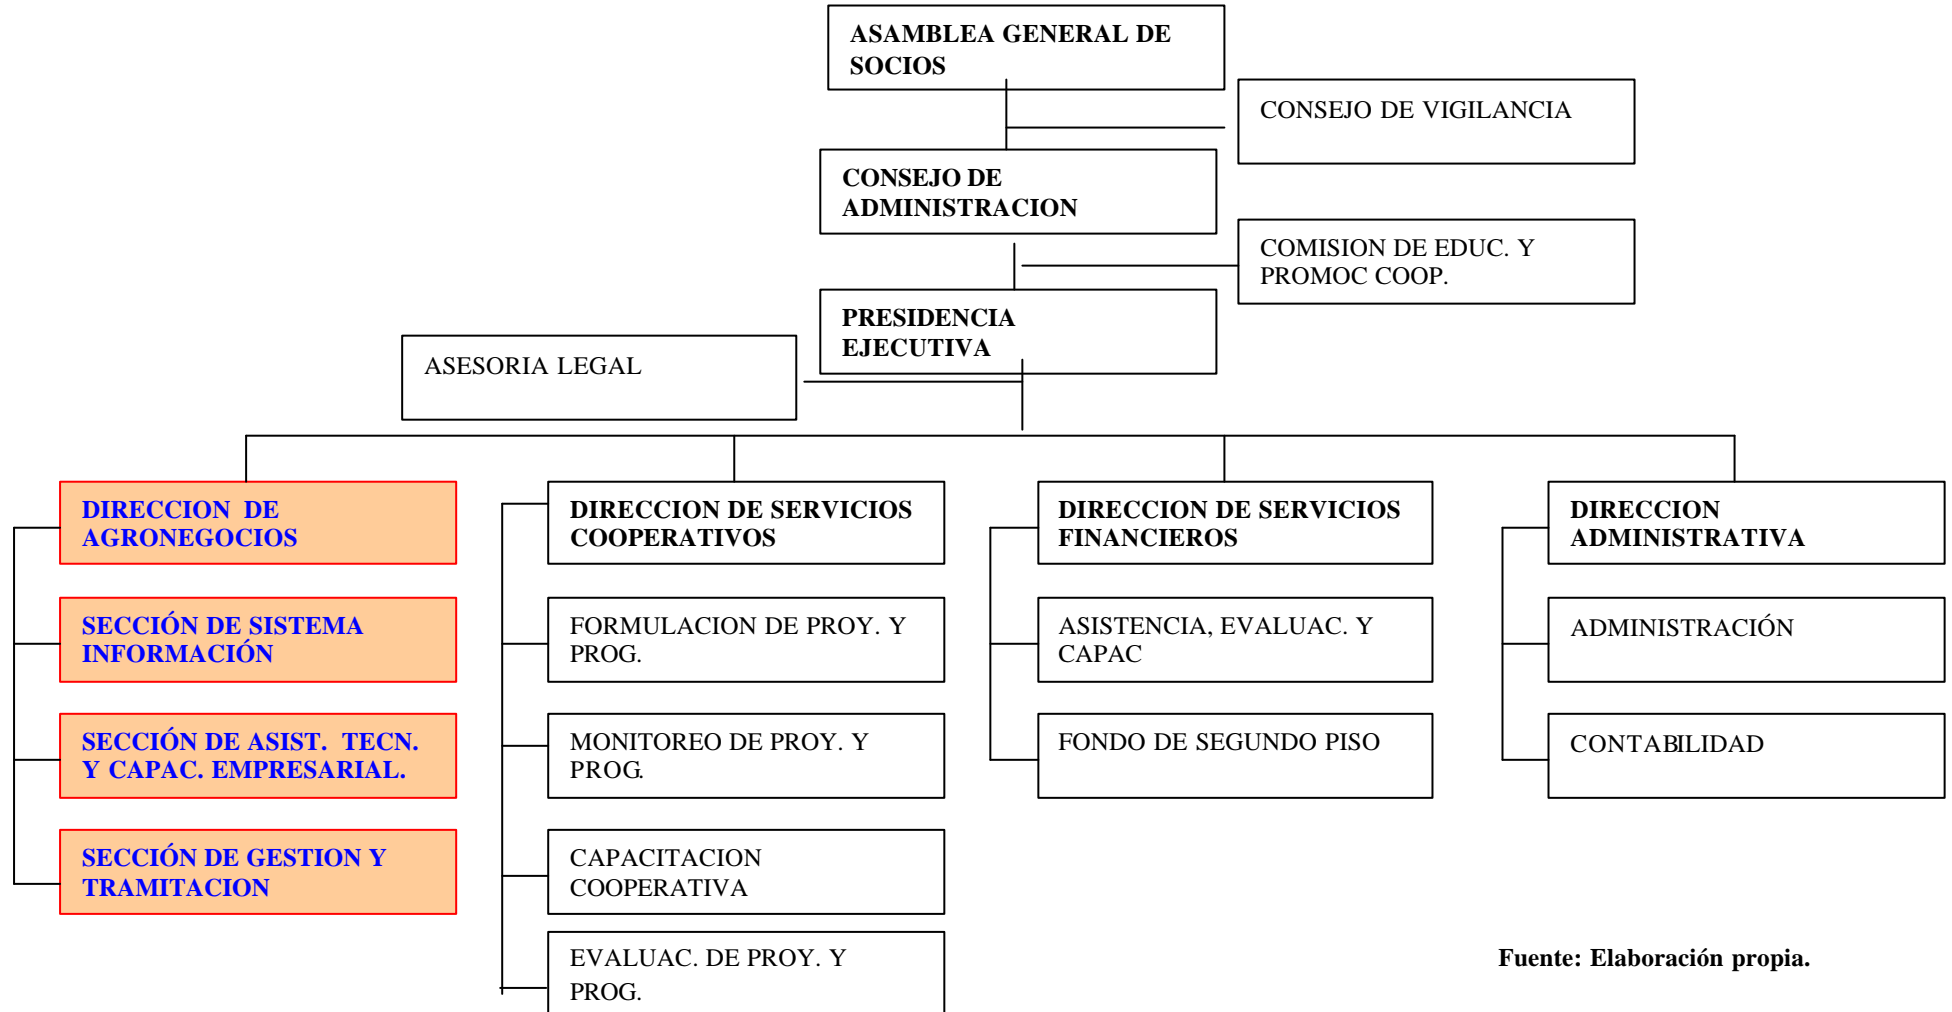 ASAMBLEA GENERAL DE
SOCIOS
CONSEJO DE VIGILANCIA
CONSEJO DE
ADMINISTRACION
COMISION DE EDUC. Y
PROMOC COOP.
PRESIDENCIA
EJECUTIVA
ASESORIA LEGAL
DIRECCION DE
AGRONEGOCIOS
SECCIÓN DE SISTEMA
INFORMACIÓN
SECCIÓN DE ASIST. TECN.
Y CAPAC. EMPRESARIAL.
SECCIÓN DE GESTION Y
TRAMITACION
DIRECCION DE SERVICIOS
COOPERATIVOS
FORMULACION DE PROY. Y
PROG.
MONITOREO DE PROY. Y
PROG.
CAPACITACION
COOPERATIVA
EVALUAC. DE PROY. Y
PROG.
DIRECCION DE SERVICIOS
FINANCIEROS
ASISTENCIA, EVALUAC. Y
CAPAC
FONDO DE SEGUNDO PISO
DIRECCION
ADMINISTRATIVA
ADMINISTRACIÓN
CONTABILIDAD
Fuente: Elaboración propia.